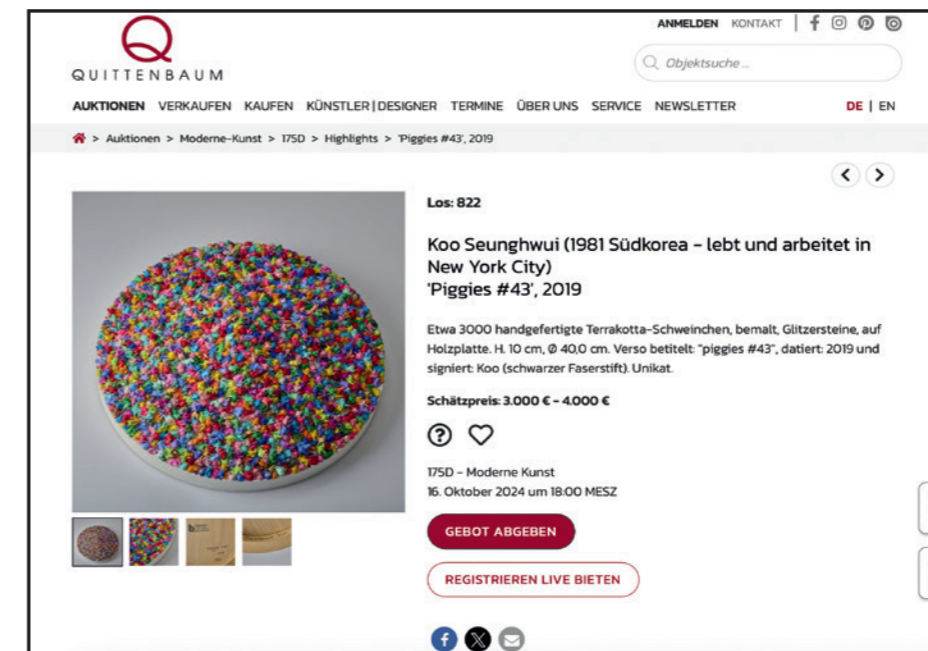 QUITTENBAUM
ANMELDEN KONTAKT
Objektsuche ...
AUKTIONEN VERKAUFEN KAUFEN KÜNSTLER|DESIGNER TERMINE ÜBER UNS SERVICE NEWSLETTER DE | EN
> Auktionen > Moderne-Kunst > 175D > Highlights > 'Piggies #43', 2019
Los: 822
Koo Seunghwui (1981 Südkorea - lebt und arbeitet in
New York City)
'Piggies #43', 2019
Etwa 3000 handgefertigte Terrakotta-Schweinchen, bemalt, Glitzersteine, auf
Holzplatte. H. 10 cm, Ø 40,0 cm. Verso betitelt: "piggies #43", datiert: 2019 und
signiert: Koo (schwarzer Faserstift). Unikat.
Schätzpreis: 3.000 € - 4.000 €
175D - Moderne Kunst
16. Oktober 2024 um 18:00 MESZ
GEBOT ABGEBEN
REGISTRIEREN LIVE BIETEN